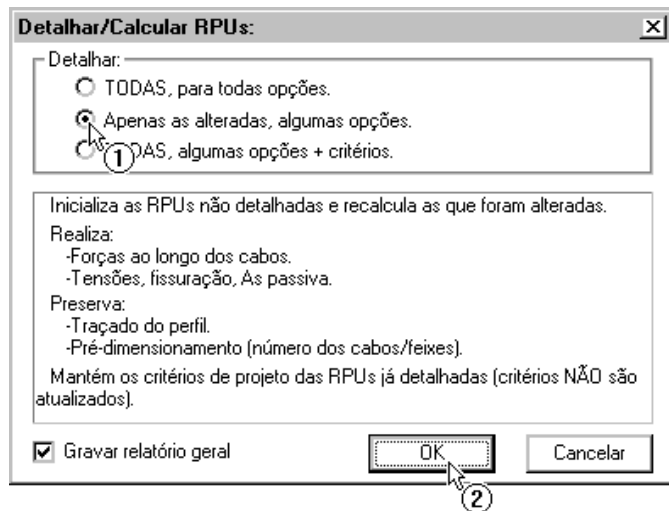 Detalhar/Calcular RPUs:
Detalhar:
TODAS, para todas opções.
Apenas as alteradas, algumas opções.
1
DAS, algumas opções + critérios.
Inicializa as RPUs não detalhadas e recalcula as que foram alteradas.
Realiza:
-Forças ao longo dos cabos.
-Tensões, fissuração, As passiva.
Preserva:
-Traçado do perfil.
-Pré-dimensionamento (número dos cabos/feixes).
Mantém os critérios de projeto das RPUs já detalhadas (critérios NÃO são
atualizados).
Gravar relatório geral
OK
Cancelar
2